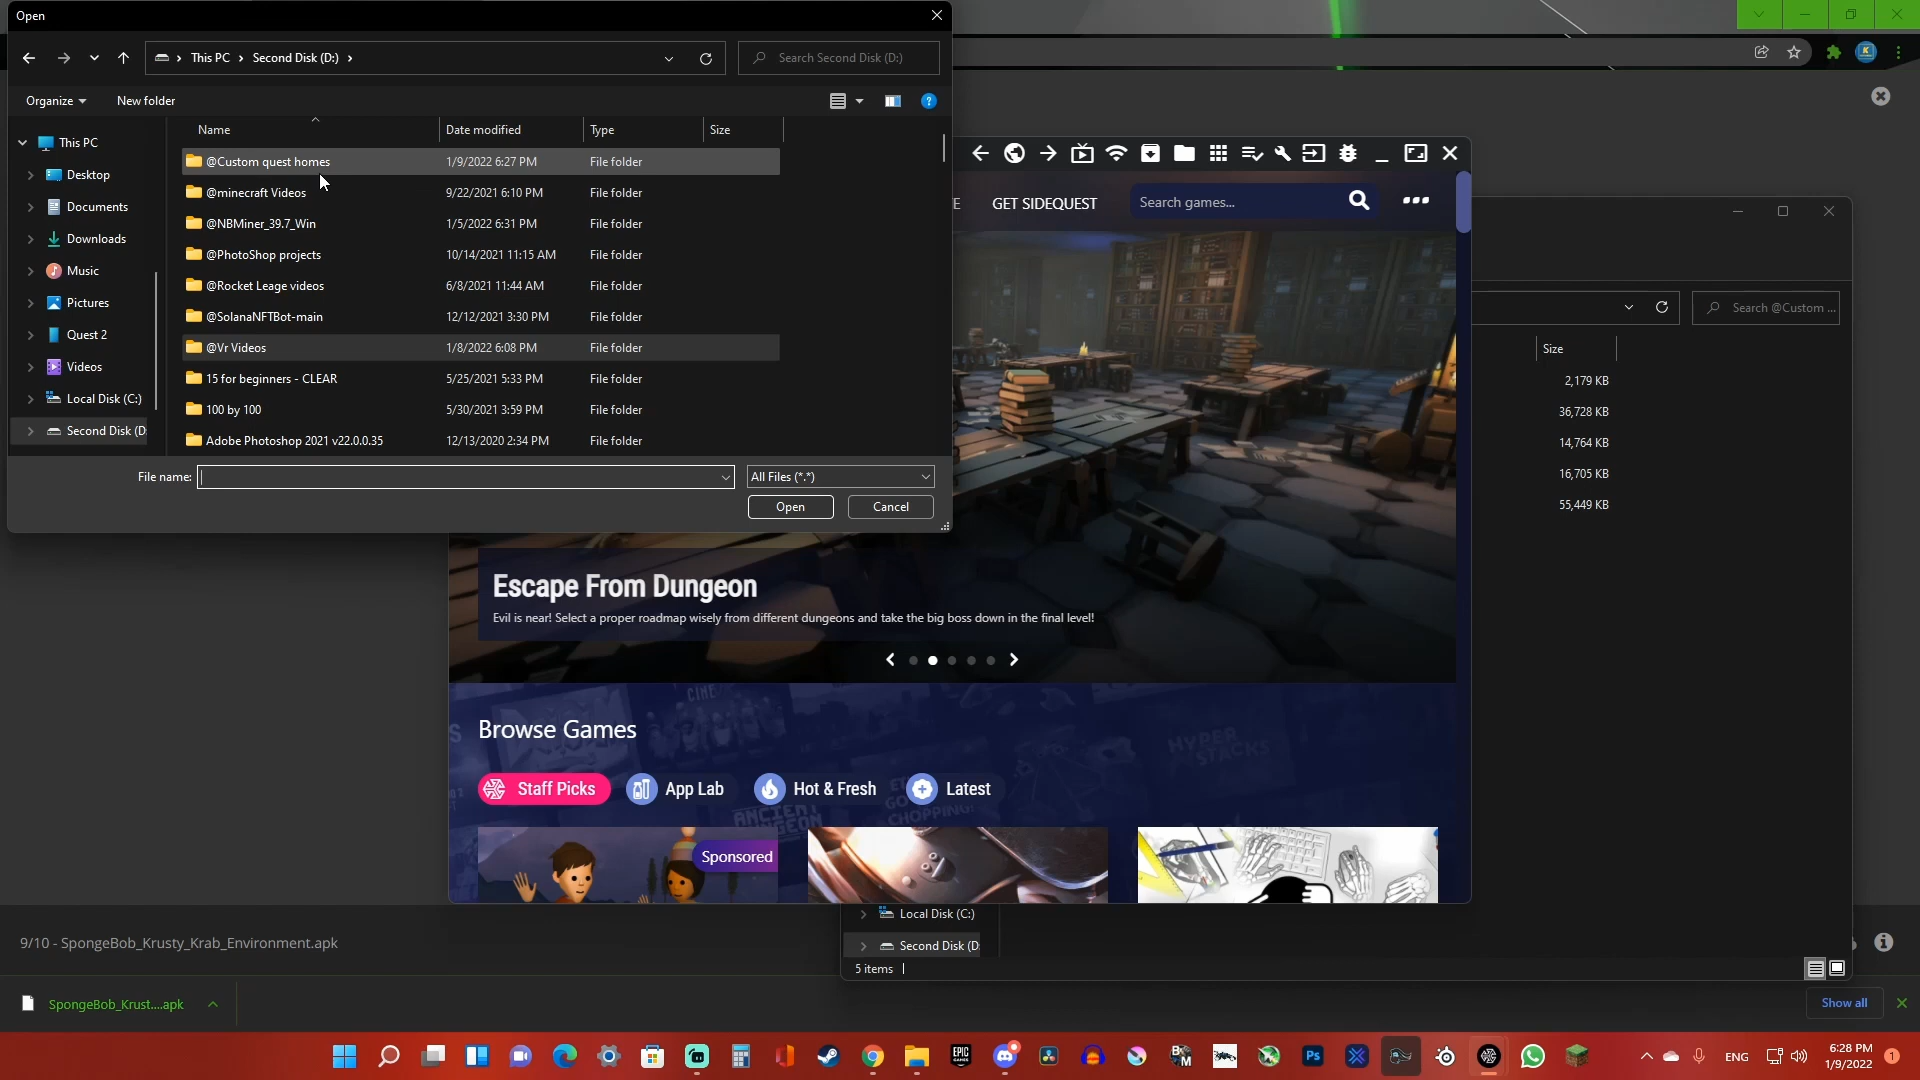 Open
This PC
Second Disk (D:)
Search Second Disk (D:)
Organize
New folder
Name
Date modified
Type
Size
This PC
Desktop
Documents
Downloads
Music
Pictures
Quest 2
Videos
Local Disk (C:)
Second Disk (D:
@Custom quest homes 1/9/2022 6:27 PM File folder
@minecraft Videos 9/22/2021 6:10 PM File folder
@NBMiner_39.7_Win 1/5/2022 6:31 PM File folder
@PhotoShop projects 10/14/2021 11:15 AM File folder
@Rocket Leage videos 6/8/2021 11:44 AM File folder
@SolanaNFTBot-main 12/12/2021 3:30 PM File folder
@Vr Videos 1/8/2022 6:08 PM File folder
15 for beginners - CLEAR 5/25/2021 5:33 PM File folder
100 by 100 5/30/2021 3:59 PM File folder
Adobe Photoshop 2021 v22.0.0.35 12/13/2020 2:34 PM File folder
File name:
All Files (*.*)
Open
Cancel
E
GET SIDEQUEST
Search games...
Search @Custom ...
Size
2,179 KB
36,728 KB
14,764 KB
16,705 KB
55,449 KB
Escape From Dungeon
Evil is near! Select a proper roadmap wisely from different dungeons and take the big boss down in the final level!
Browse Games
Staff Picks
App Lab
Hot & Fresh
Latest
CINE
HYPER
STACKS
ANCIENT
DUNGEON
CHOPPING!
Sponsored
Local Disk (C:)
Second Disk (D:
5 items
9/10 - SpongeBob_Krusty_Krab_Environment.apk
SpongeBob_Krust....apk
Show all
EPIC
GAMES
Ps
ENG
6:28 PM
1/9/2022
1